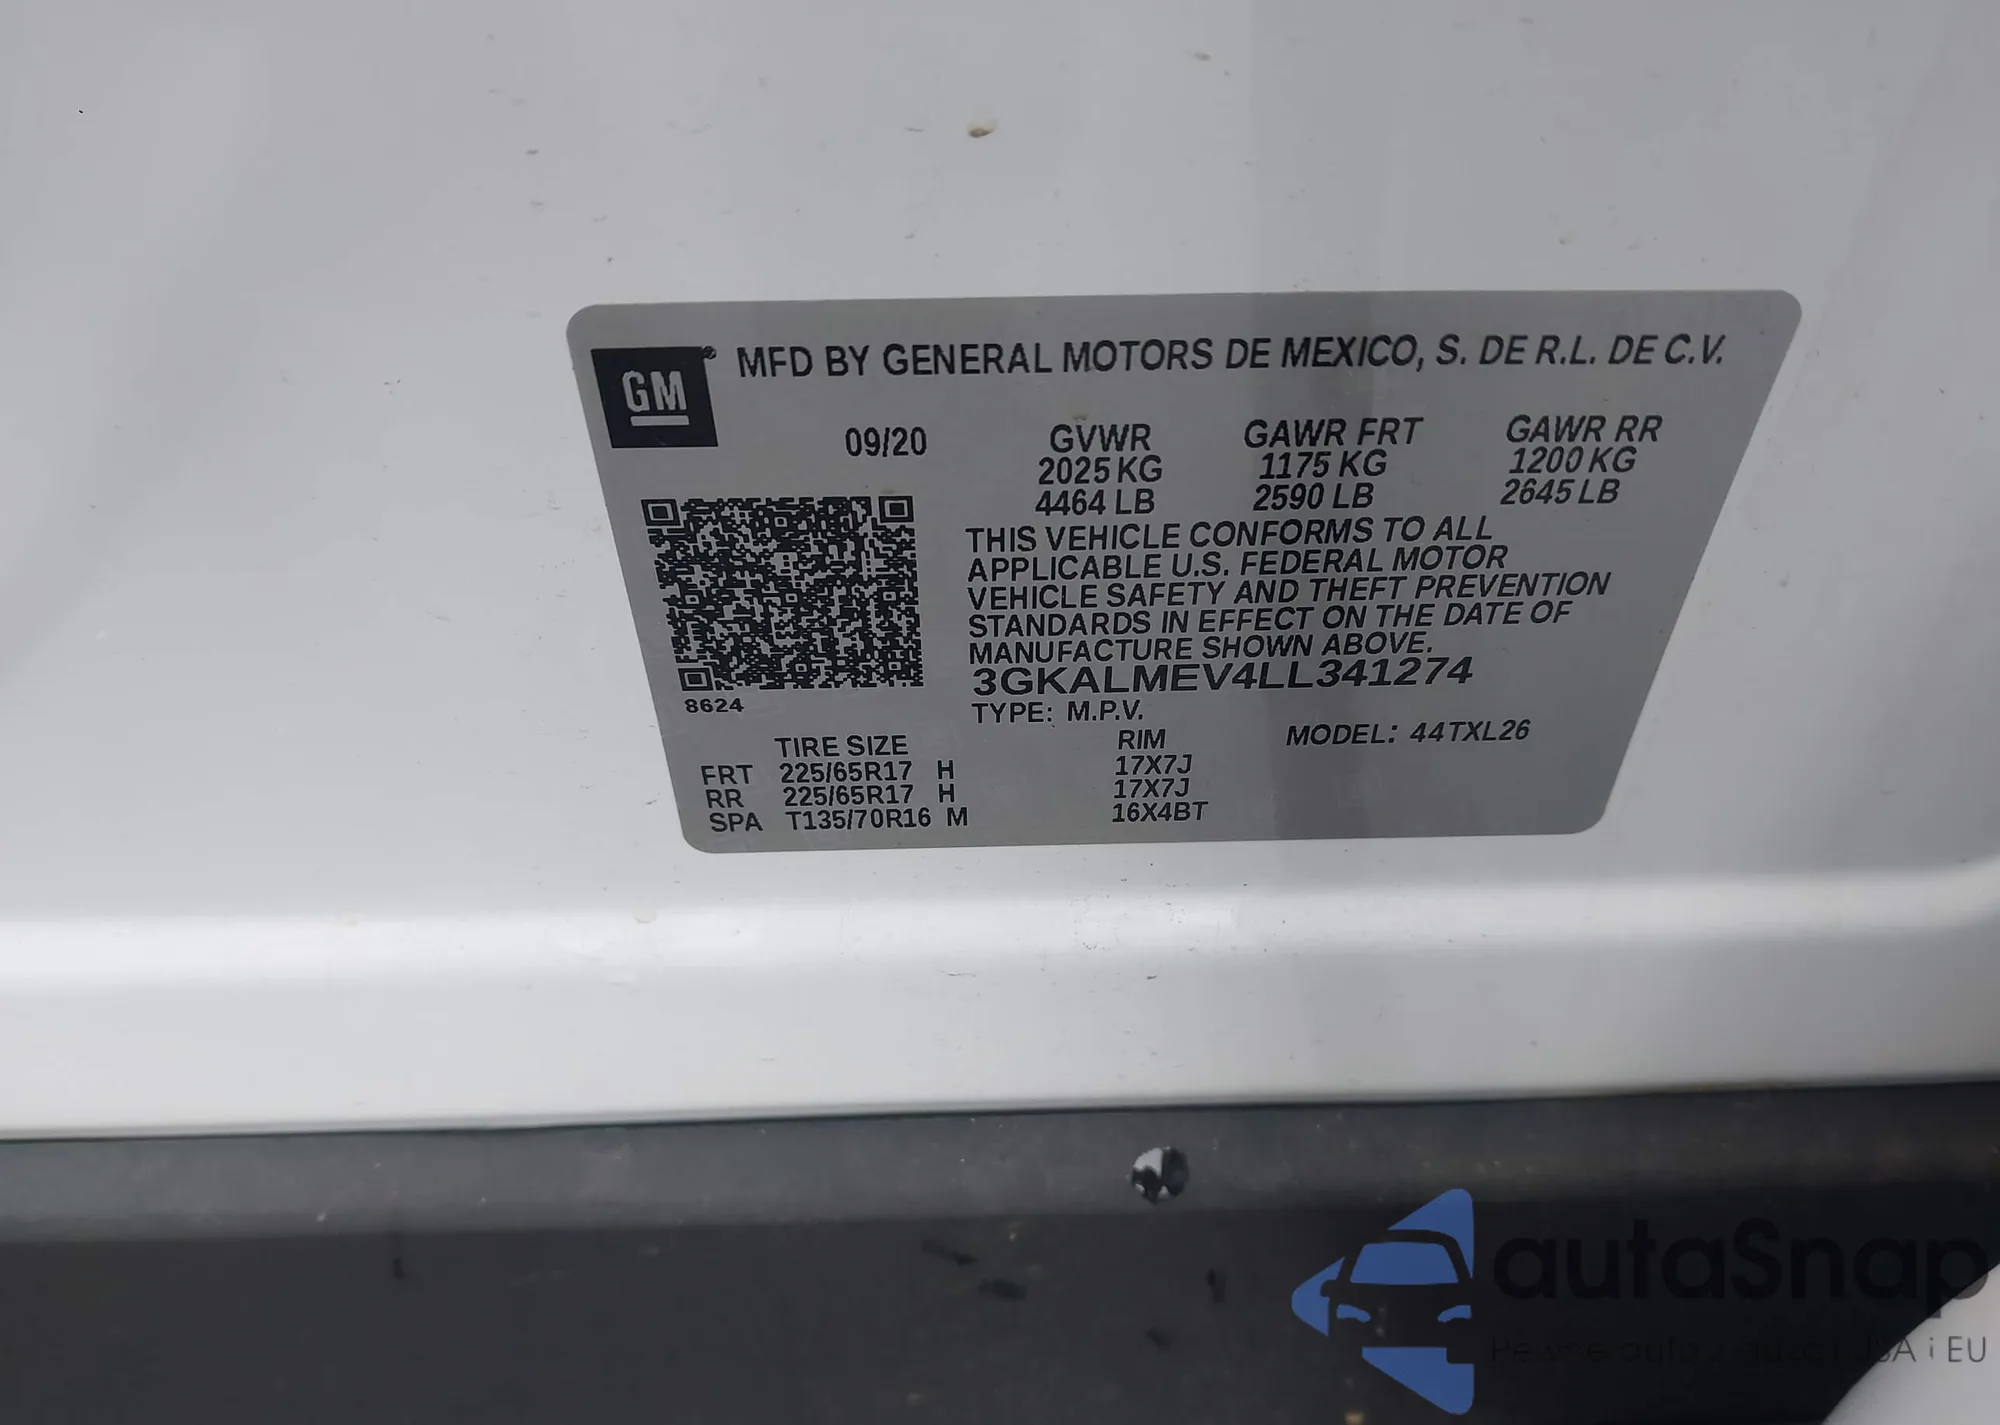 GM
MFD BY GENERAL MOTORS DE MEXICO, S. DE R.L. DE C.V.
09/20 GVWR GAWR FRT GAWR RR
2025 KG 1175 KG 1200 KG
4464 LB 2590 LB 2645 LB
THIS VEHICLE CONFORMS TO ALL
APPLICABLE U.S. FEDERAL MOTOR
VEHICLE SAFETY AND THEFT PREVENTION
STANDARDS IN EFFECT ON THE DATE OF
MANUFACTURE SHOWN ABOVE.
3GKALMEV4LL341274
8624
TYPE: M.P.V. MODEL: 44TXL26
TIRE SIZE RIM
FRT 225/65R17 H 17X7J
RR 225/65R17 H 17X7J
SPA T135/70R16 M 16X4BT
autaSnap
i EU